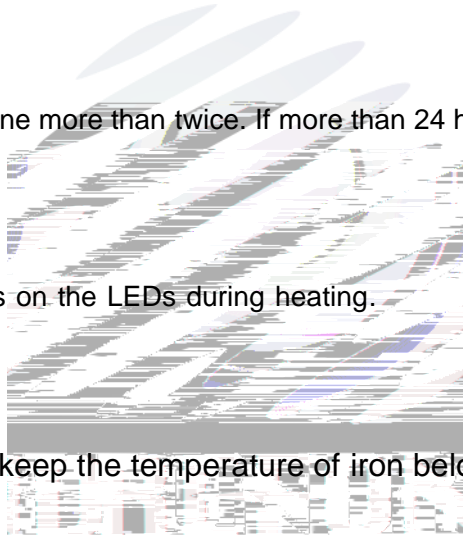 ne more than twice. If more than 24 h
s on the LEDs during heating.
keep the temperature of iron belo